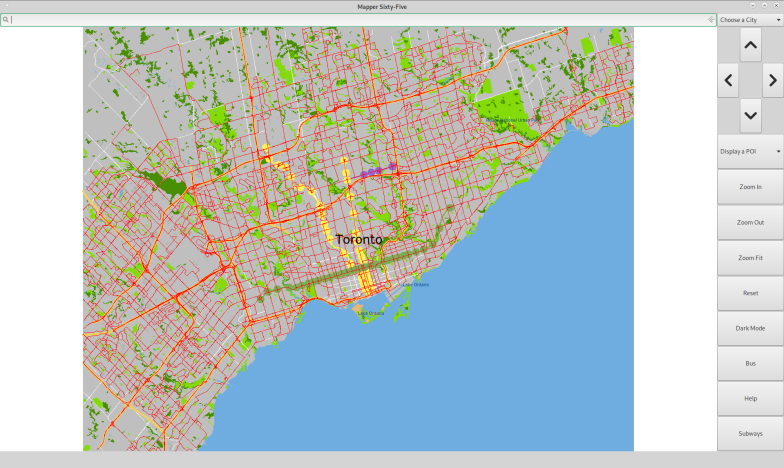 Mapper Sixty-Five
Choose a City
Display a POI
Zoom In
Zoom Out
Zoom Fit
Reset
Dark Mode
Bus
Help
Subways
Toronto
Lake Ontario
Lake Ontario